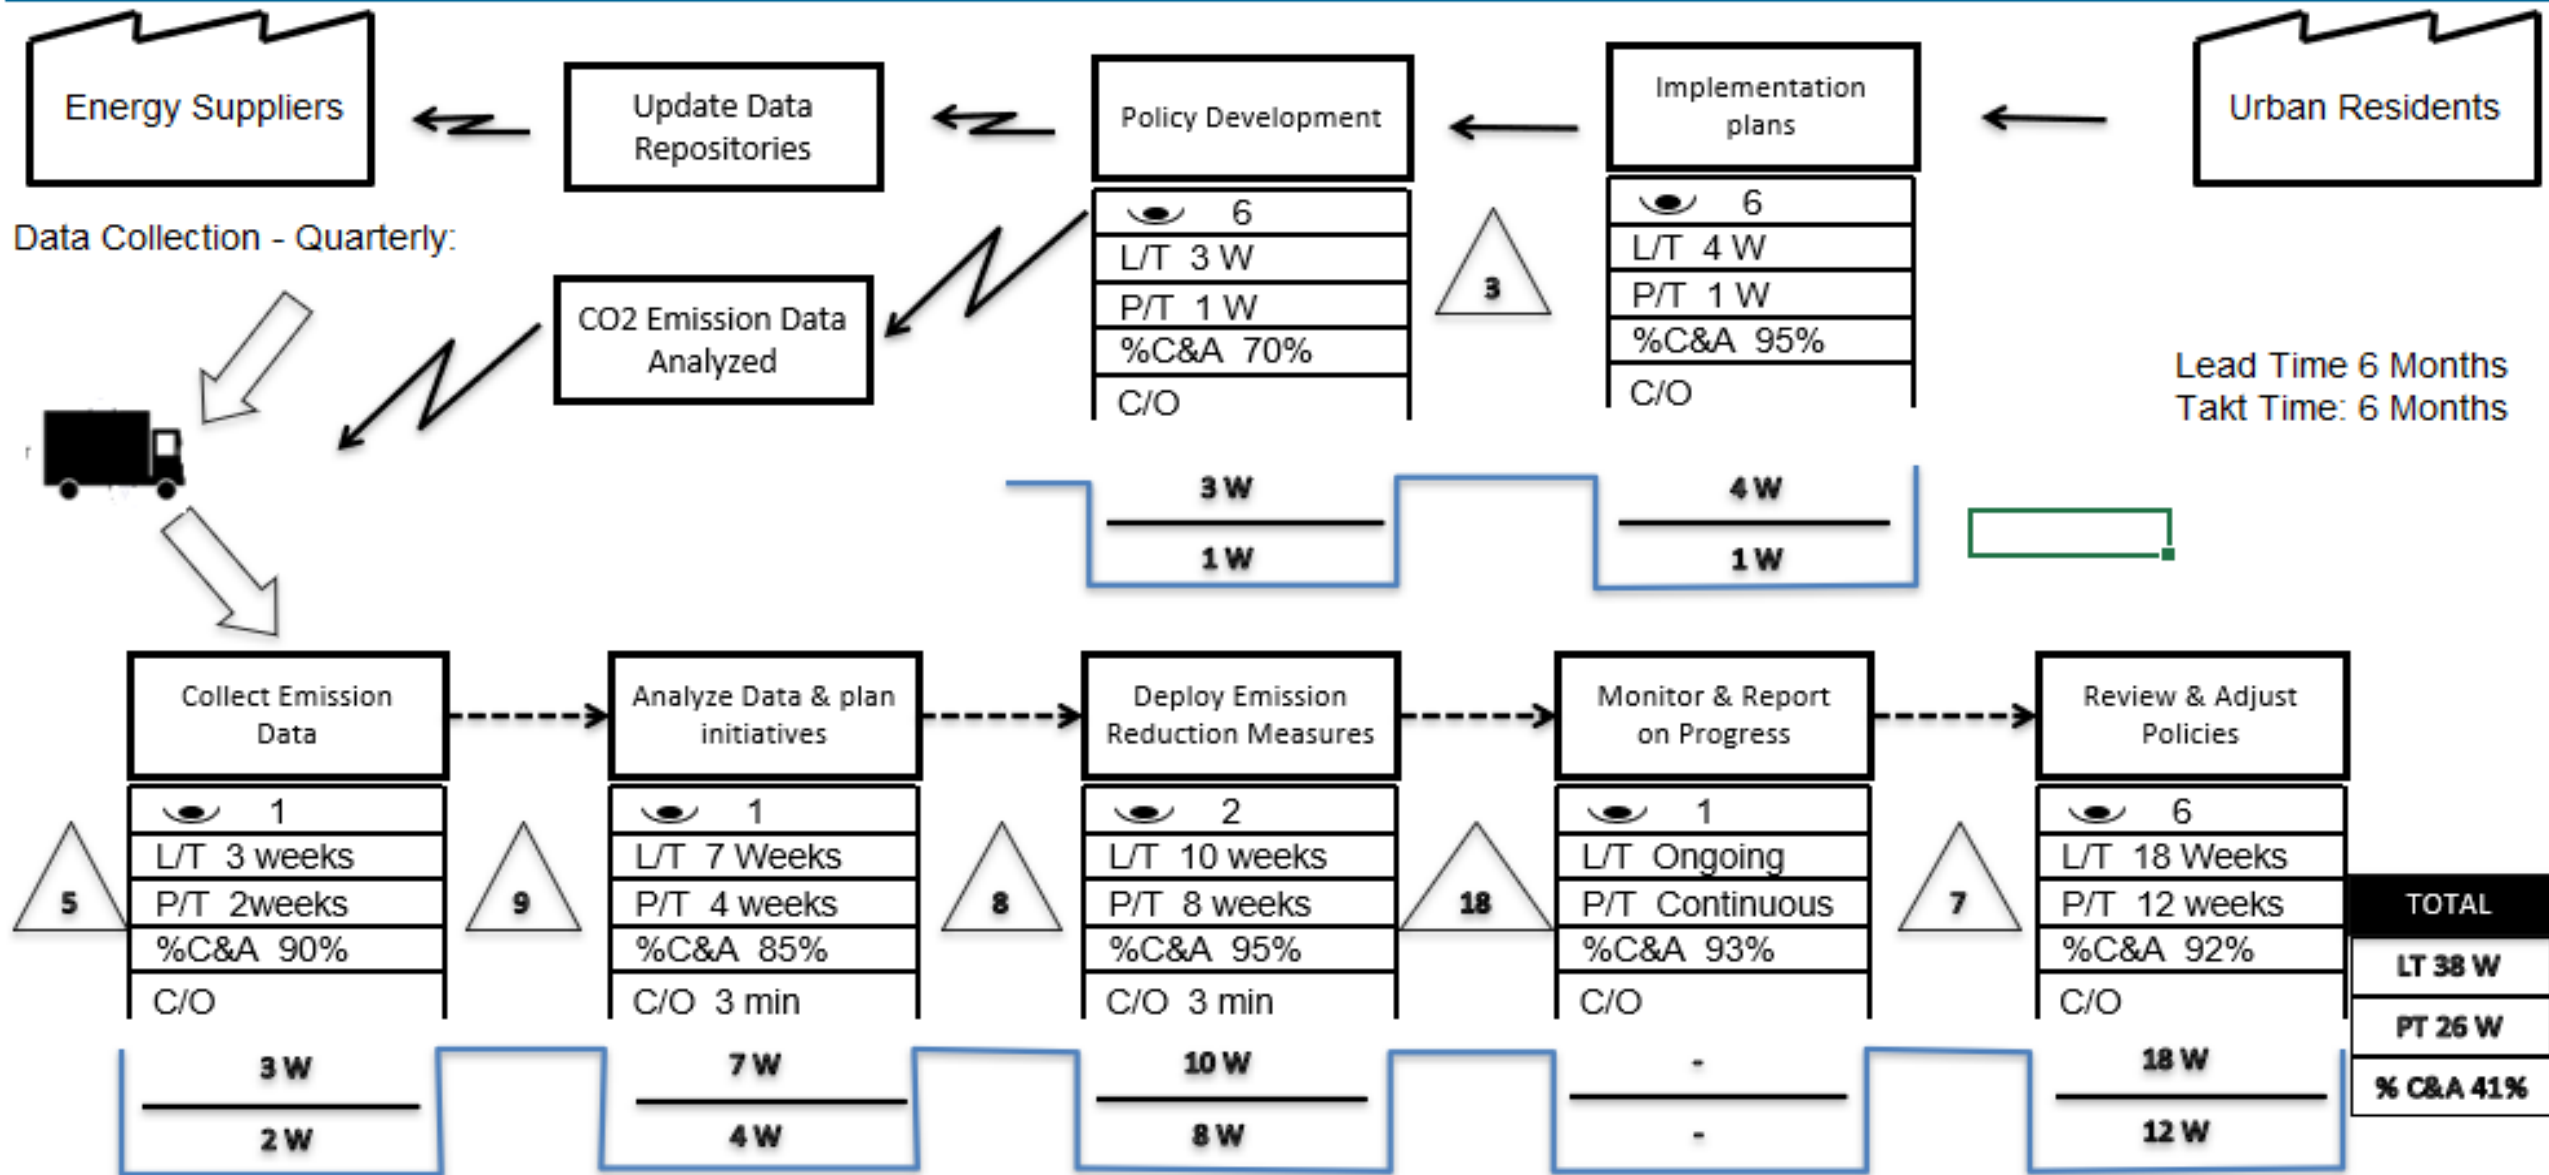 Energy Suppliers
Update Data
Repositories
Policy Development
Implementation
plans
Urban Residents
6
L/T 3 W
P/T 1 W
%C&A 70%
C/O
3
6
L/T 4 W
P/T 1 W
%C&A 95%
C/O
Data Collection - Quarterly:
CO2 Emission Data
Analyzed
Lead Time 6 Months
Takt Time: 6 Months
r
3 W
1 W
4 W
1 W
Collect Emission
Data
Analyze Data & plan
initiatives
Deploy Emission
Reduction Measures
Monitor & Report
on Progress
Review & Adjust
Policies
5
1
L/T 3 weeks
P/T 2weeks
%C&A 90%
C/O
9
1
L/T 7 Weeks
P/T 4 weeks
%C&A 85%
C/O 3 min
8
2
L/T 10 weeks
P/T 8 weeks
%C&A 95%
C/O 3 min
18
1
L/T Ongoing
P/T Continuous
%C&A 93%
C/O
7
6
L/T 18 Weeks
P/T 12 weeks
%C&A 92%
C/O
TOTAL
LT 38 W
PT 26 W
% C&A 41%
3 W
2 W
7 W
4 W
10 W
8 W
-
-
18 W
12 W